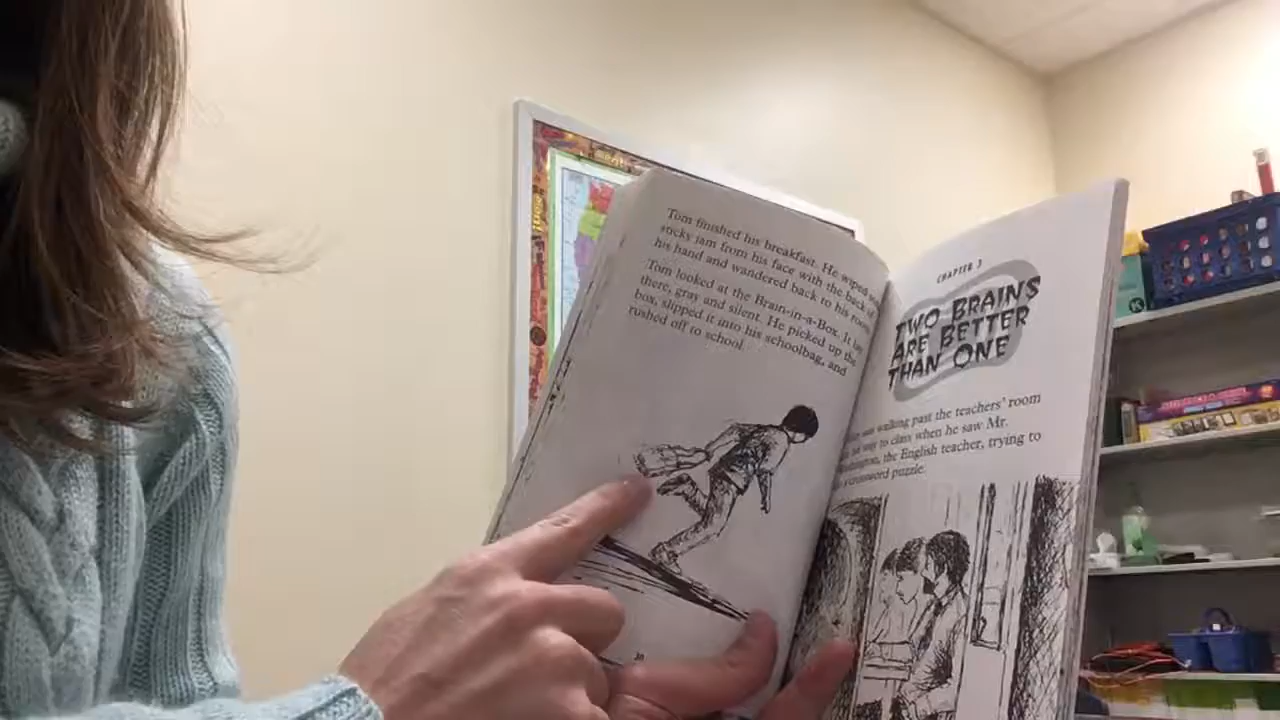 Tom finished his breakfast. He wiped
sticky jam from his face with the back of
his hand and wandered back to his room.
Tom looked at the Brain-in-a-Box. It lay
there, gray and silent. He picked up the
box, slipped it into his schoolbag, and
rushed off to school.
30
CHAPTER 3
TWO BRAINS
ARE BETTER
THAN ONE
was walking past the teachers' room
way to class when he saw Mr.
the English teacher, trying to
crossword puzzle.